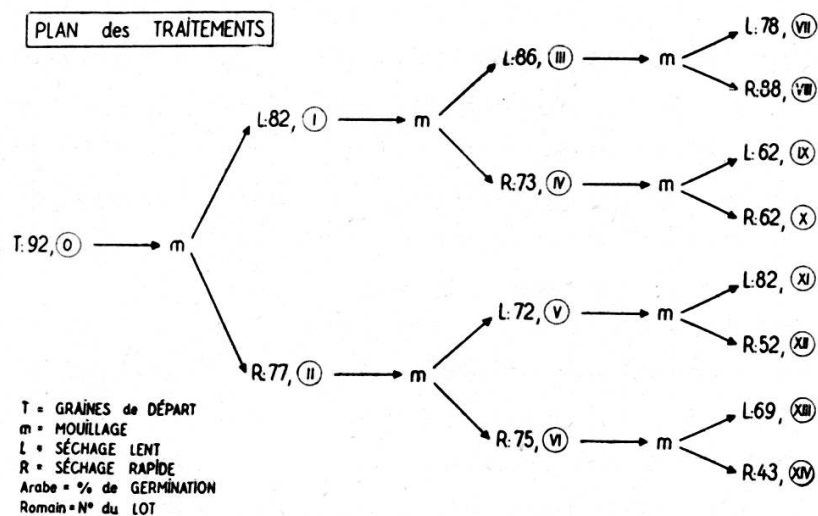 PLAN des TRAITEMENTS
L:78, VII
L:86, III m
R:88, VIII
L:82, I m
L:62, IX
R:73, IV m
R:62, X
T:92, O m
L:82, XI
L:72, V m
R:52, XII
R:77, II m
L:69, XIII
R:75, VI m
R:43, XIV
T = GRAINES de DÉPART
m = MOUILLAGE
L = SÉCHAGE LENT
R = SÉCHAGE RAPIDE
Arabe = % de GERMINATION
Romain = N° du LOT